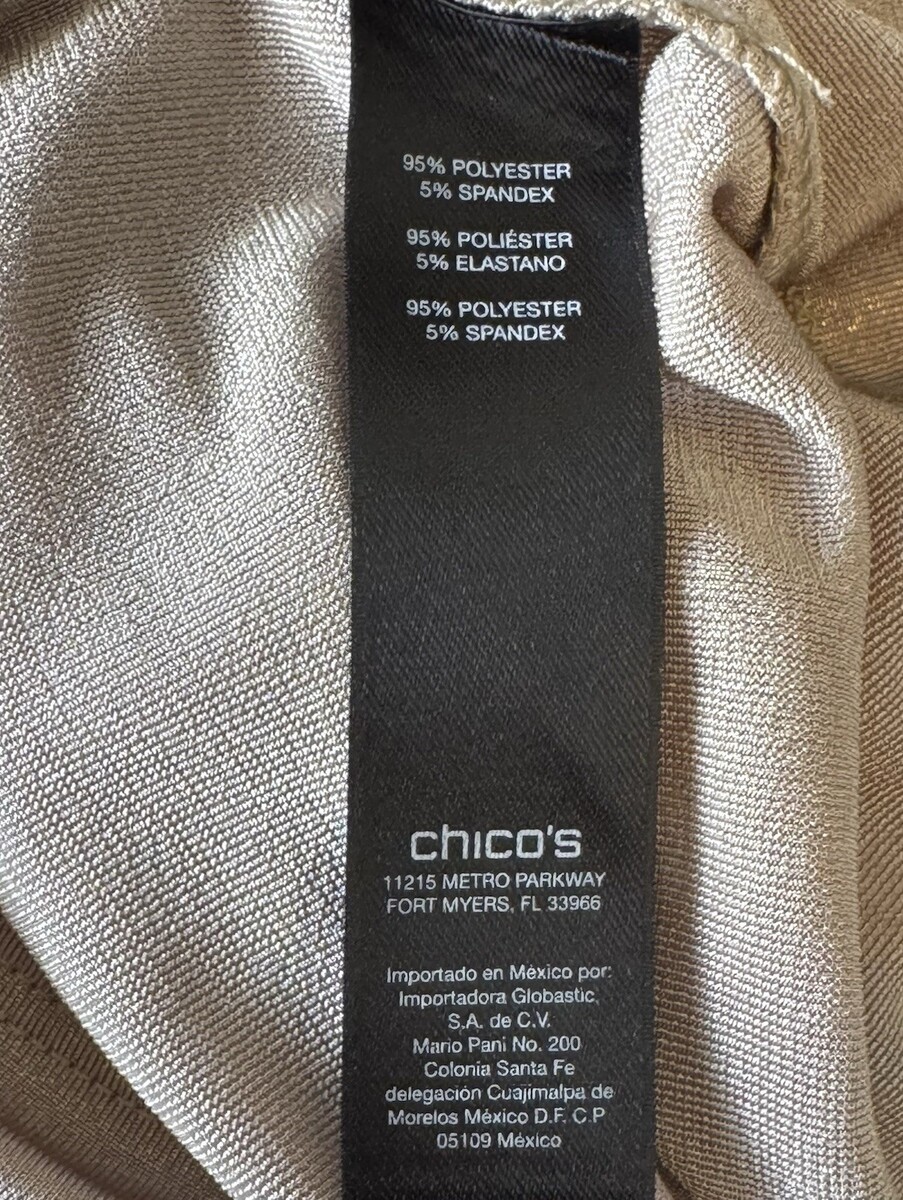 95% POLYESTER
5% SPANDEX
95% POLIÉSTER
5% ELASTANO
95% POLYESTER
5% SPANDEX
chico's
11215 METRO PARKWAY
FORT MYERS, FL 33966
Importado en México por:
Importadora Globastic,
S.A. de C.V.
Mario Pani No. 200
Colonia Santa Fe
delegación Cuajimalpa de
Morelos México D.F. C.P
05109 México